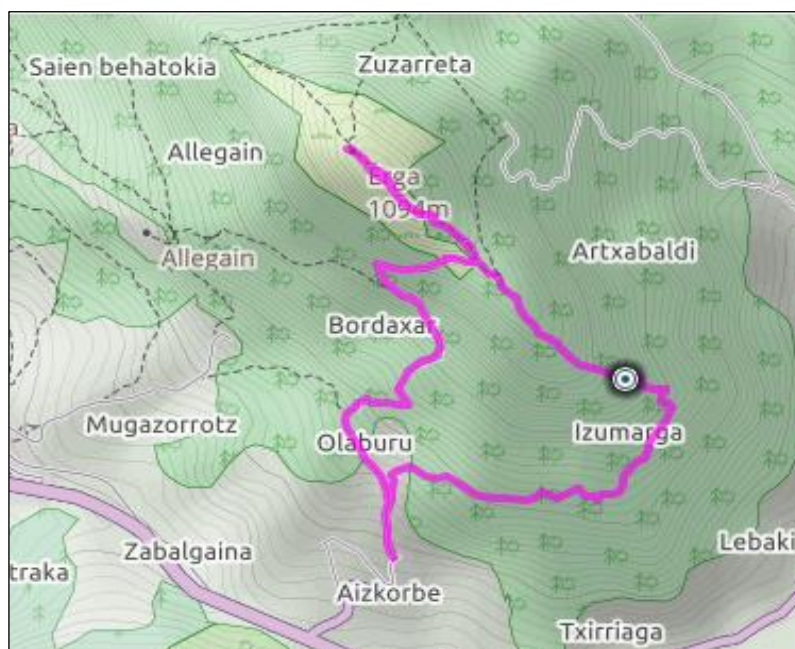 Saien behatokia
Zuzarreta
a
Allegain
Erga
1094m
Allegain
Artxabaldi
Bordaxar
Mugazorrotz
Olaburu
Izumarga
Zabalgaina
Lebaki
traka
Aizkorbe
Txirriaga